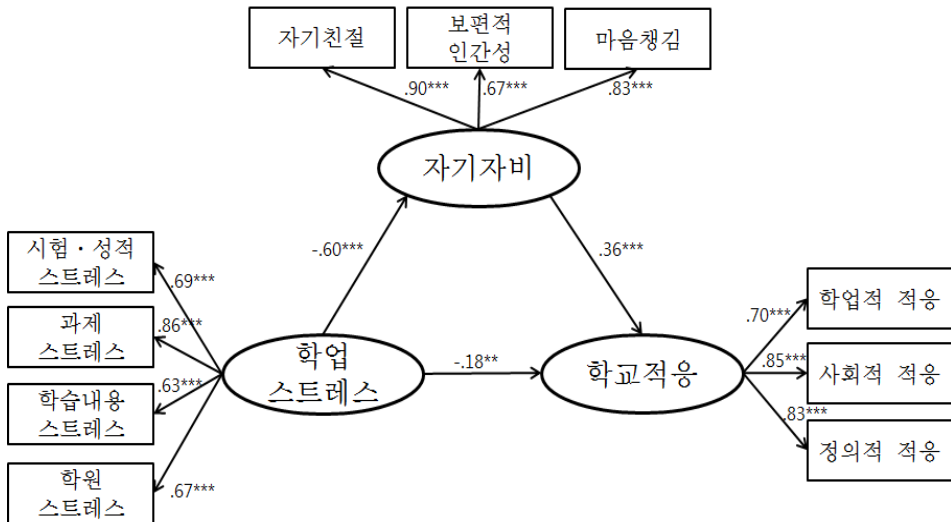 자기친절
보편적
인간성
마음챙김
.90***
.67***
.83***
자기자비
-.60***
.36***
시험·성적
스트레스
.69***
과제
스트레스
.86***
학습내용
스트레스
.63***
학원
스트레스
.67***
학업
스트레스
-.18**
학교적응
.70***
학업적 적응
.85***
사회적 적응
.83***
정의적 적응